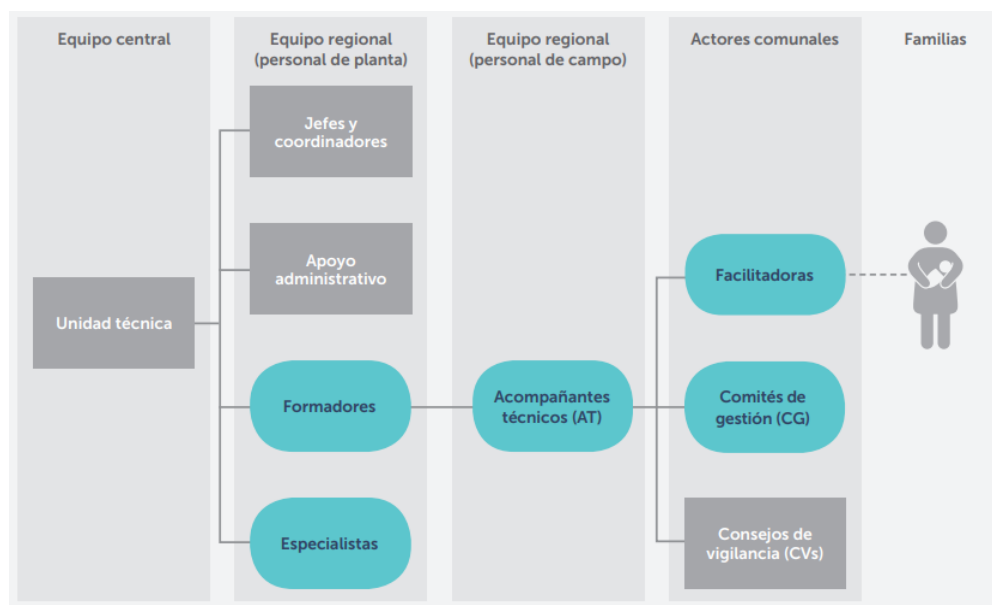 Equipo central
Equipo regional
(personal de planta)
Equipo regional
(personal de campo)
Actores comunales
Familias
Unidad técnica
Jefes y
coordinadores
Apoyo
administrativo
Formadores
Especialistas
Acompañantes
técnicos (AT)
Facilitadoras
Comités de
gestión (CG)
Consejos de
vigilancia (CVs)